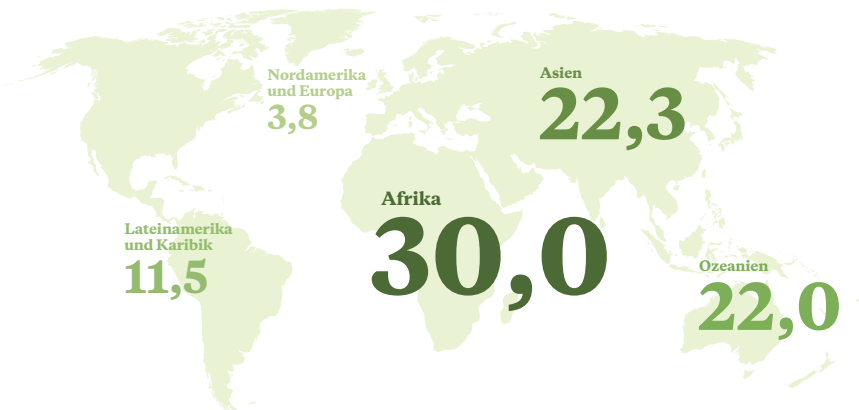 Nordamerika
und Europa
3,8
Asien
22,3
Afrika
30,0
Lateinamerika
und Karibik
11,5
Ozeanien
22,0